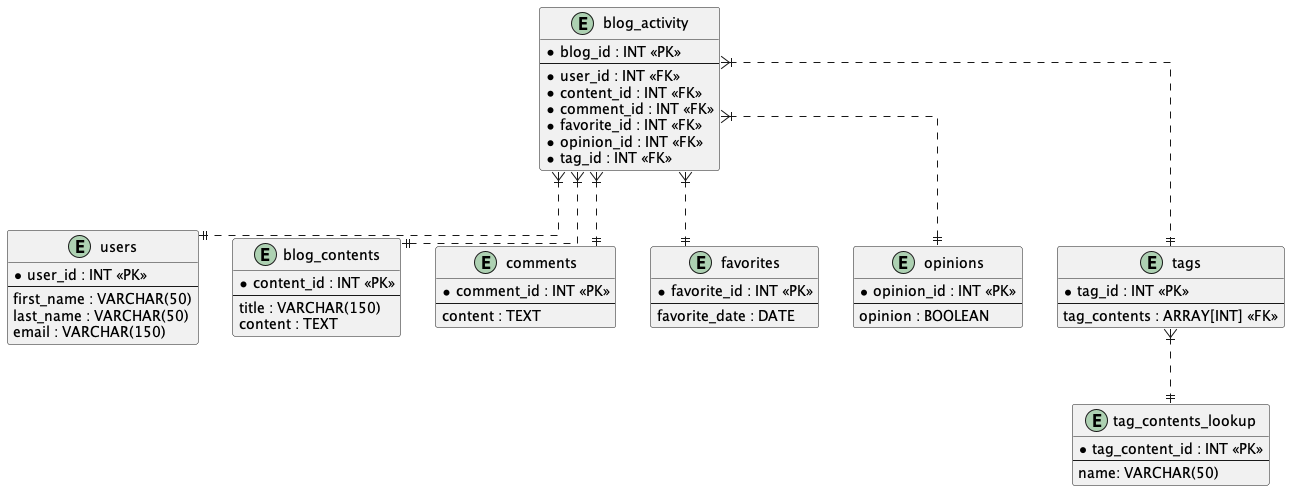 E blog_activity
* blog_id : INT «PK»
* user_id : INT «FK»
* content_id : INT «FK»
* comment_id : INT «FK»
* favorite_id : INT «FK»
* opinion_id : INT «FK»
* tag_id : INT «FK»
E users
* user_id : INT «PK»
first_name : VARCHAR(50)
last_name : VARCHAR(50)
email : VARCHAR(150)
E blog_contents
* content_id : INT «PK»
title : VARCHAR(150)
content : TEXT
E comments
* comment_id : INT «PK»
content : TEXT
E favorites
* favorite_id : INT «PK»
favorite_date : DATE
E opinions
* opinion_id : INT «PK»
opinion : BOOLEAN
E tags
* tag_id : INT «PK»
tag_contents : ARRAY[INT] «FK»
E tag_contents_lookup
* tag_content_id : INT «PK»
name: VARCHAR(50)